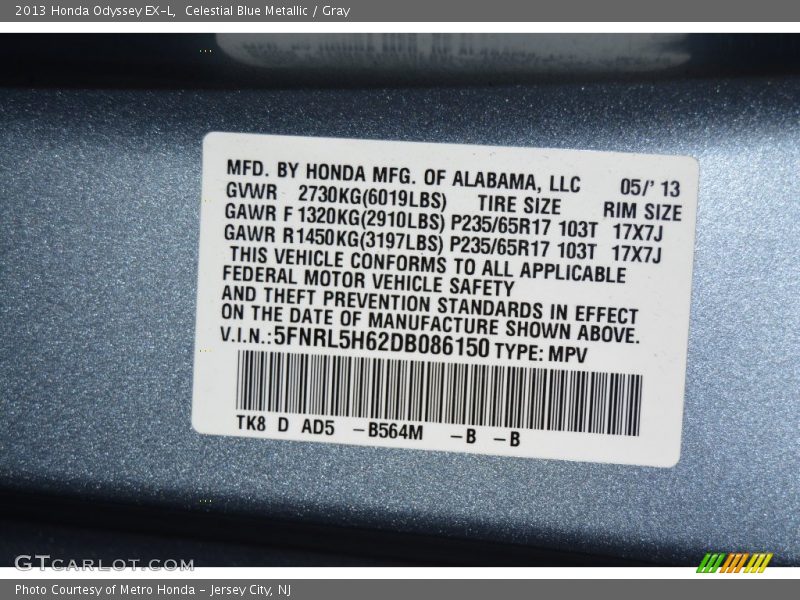 2013 Honda Odyssey EX-L,  Celestial Blue Metallic / Gray
MFD. BY HONDA MFG. OF ALABAMA, LLC 05/' 13
GVWR 2730KG(6019LBS) TIRE SIZE RIM SIZE
GAWR F 1320KG(2910LBS) P235/65R17 103T 17X7J
GAWR R1450KG(3197LBS) P235/65R17 103T 17X7J
THIS VEHICLE CONFORMS TO ALL APPLICABLE
FEDERAL MOTOR VEHICLE SAFETY
AND THEFT PREVENTION STANDARDS IN EFFECT
ON THE DATE OF MANUFACTURE SHOWN ABOVE.
V.I.N.:5FNRL5H62DB086150 TYPE: MPV
TK8 D AD5 -B564M -B -B
GTCARLOT.COM
Photo Courtesy of Metro Honda - Jersey City, NJ